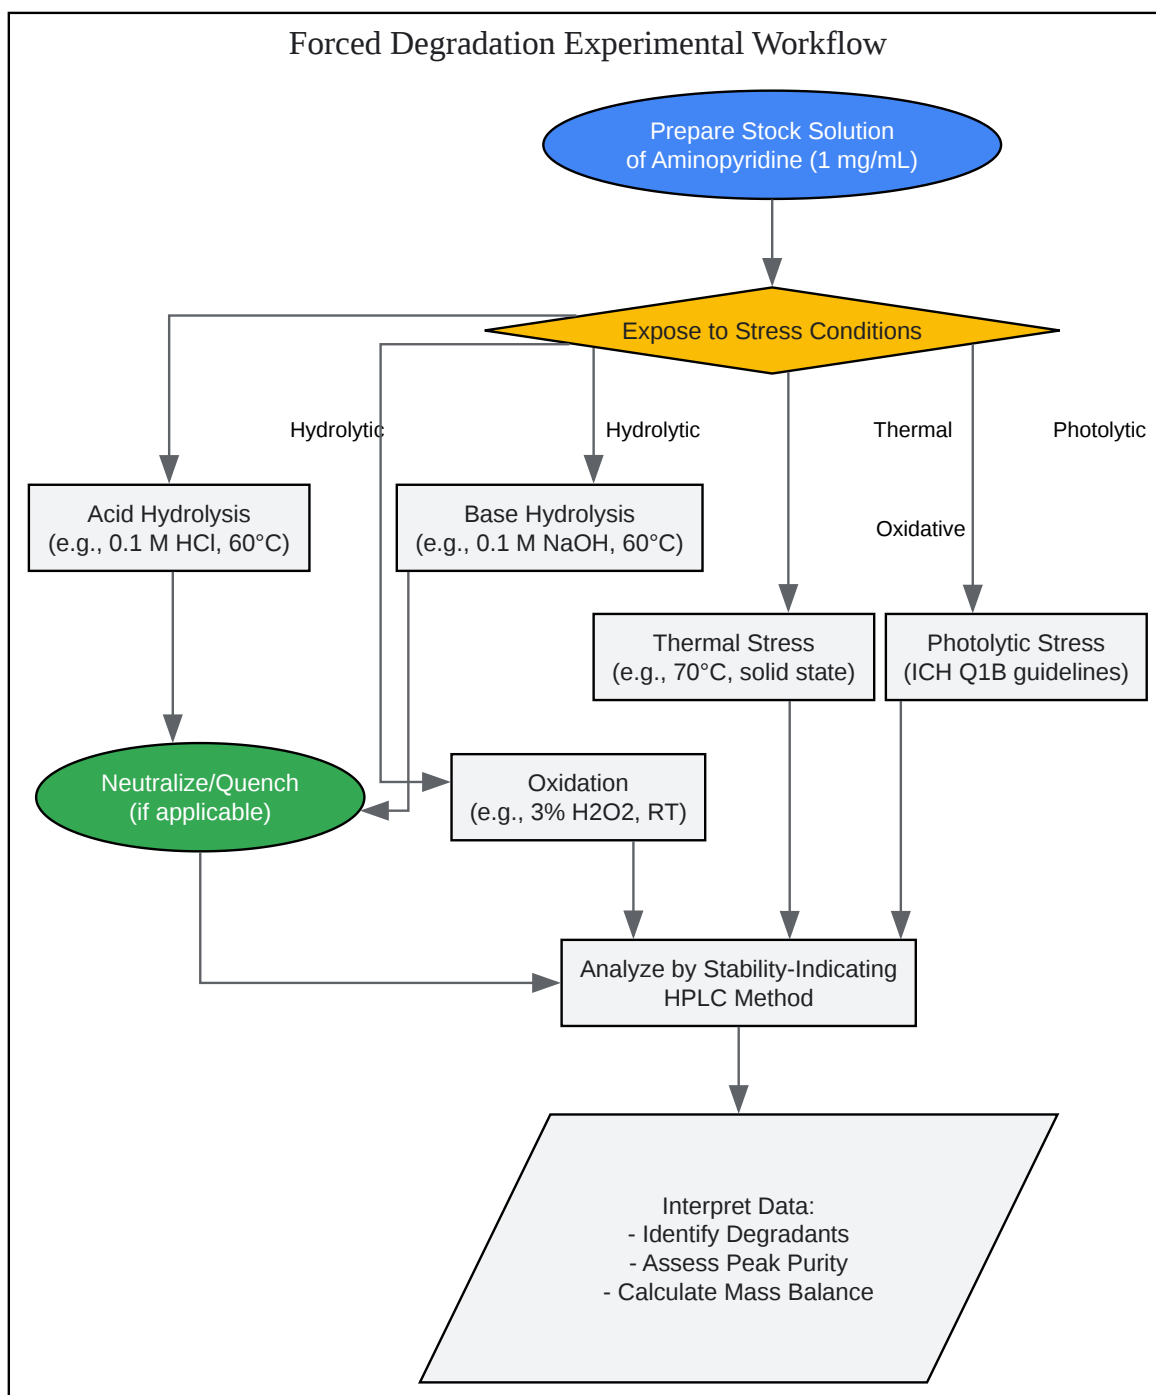 Forced Degradation Experimental Workflow
Prepare Stock Solution
of Aminopyridine (1 mg/mL)
Expose to Stress Conditions
Hydrolytic
Hydrolytic
Thermal
Photolytic
Acid Hydrolysis
(e.g., 0.1 M HCl, 60°C)
Base Hydrolysis
(e.g., 0.1 M NaOH, 60°C)
Oxidative
Thermal Stress
(e.g., 70°C, solid state)
Photolytic Stress
(ICH Q1B guidelines)
Neutralize/Quench
(if applicable)
Oxidation
(e.g., 3% H2O2, RT)
Analyze by Stability-Indicating
HPLC Method
Interpret Data:
- Identify Degradants
- Assess Peak Purity
- Calculate Mass Balance